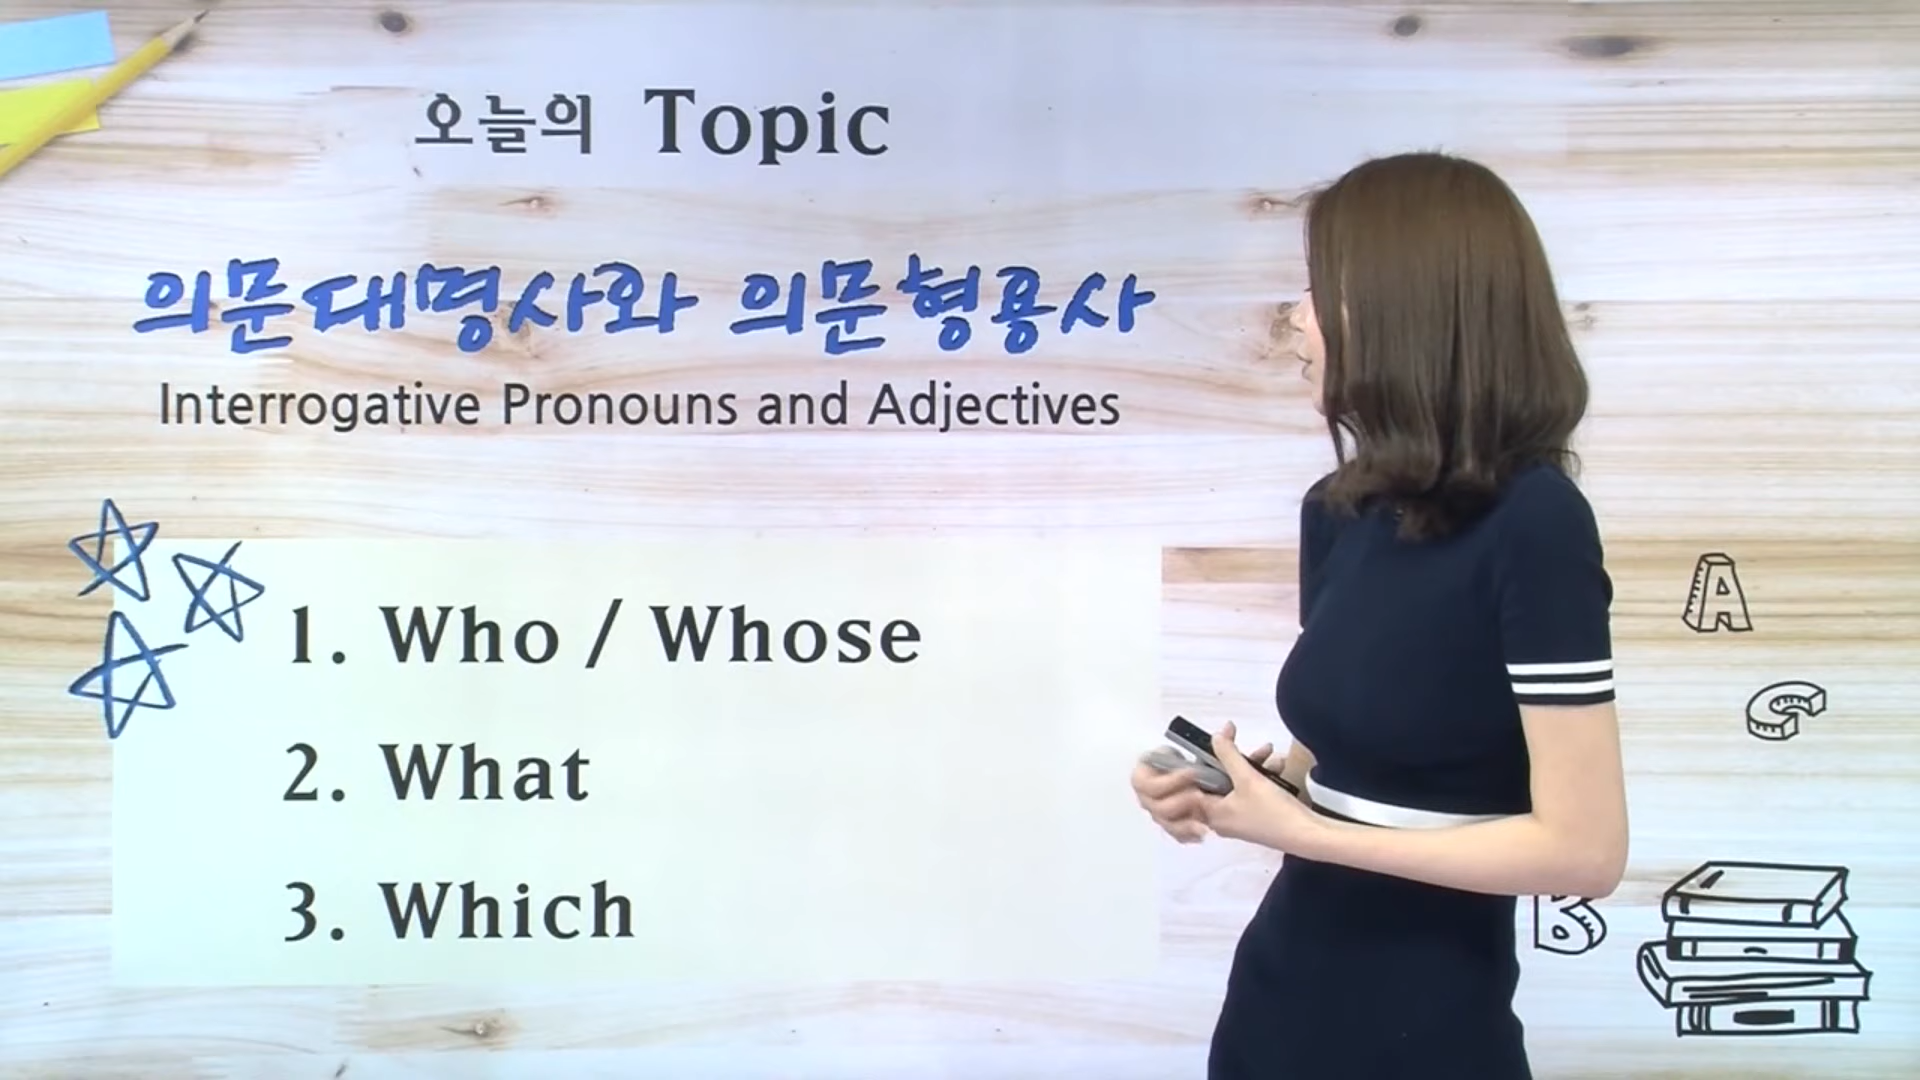 오늘의 Topic
의문대명사와 의문형용사
Interrogative Pronouns and Adjectives
1. Who / Whose
2. What
3. Which
A
C
B